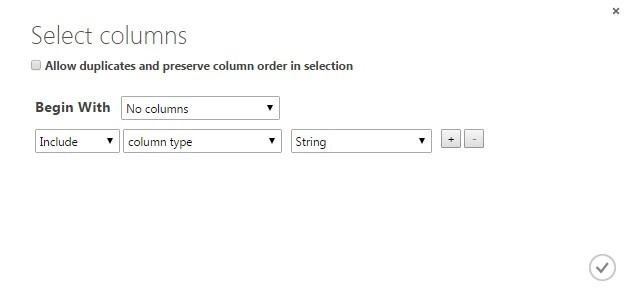 Select columns
Allow duplicates and preserve column order in selection
Begin With No columns
Include column type String + -